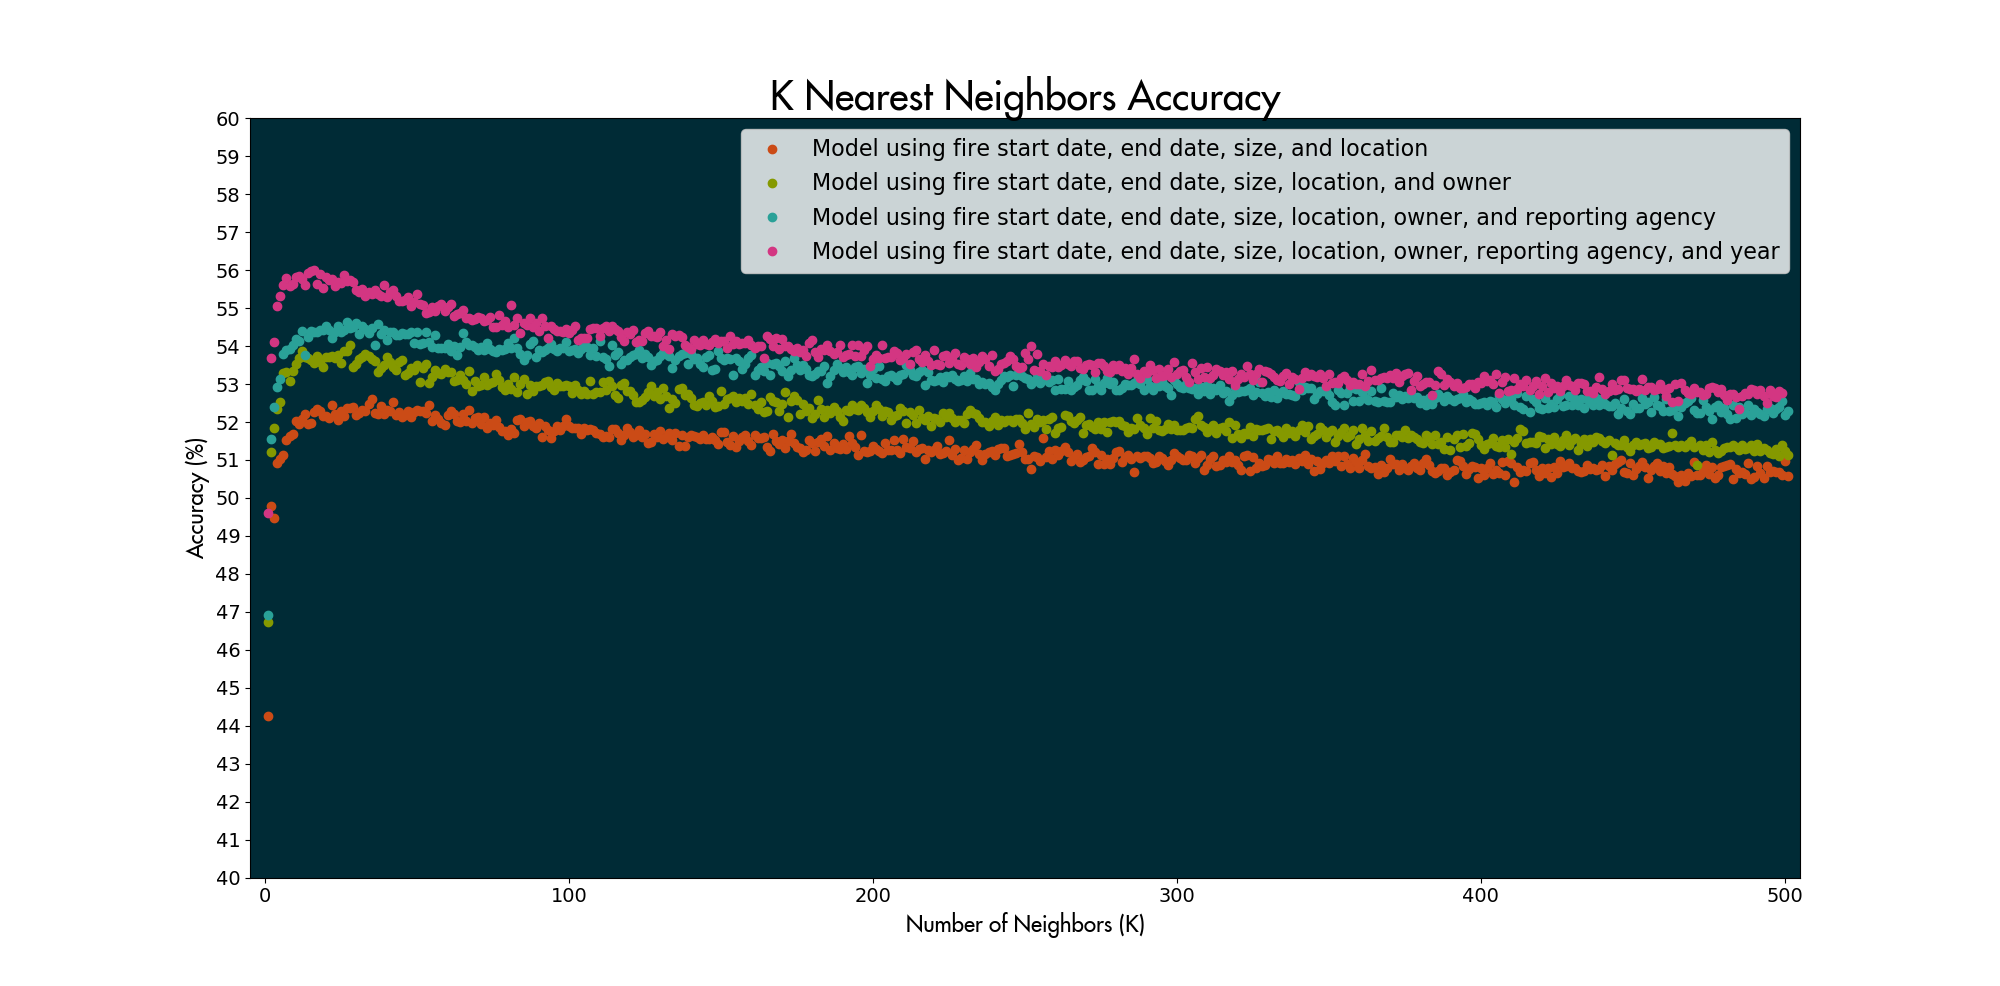 K Nearest Neighbors Accuracy
60
59
58
57
56
55
54
53
52
51
50
49
48
47
46
45
44
43
42
41
40
Accuracy (%)
Model using fire start date, end date, size, and location
Model using fire start date, end date, size, location, and owner
Model using fire start date, end date, size, location, owner, and reporting agency
Model using fire start date, end date, size, location, owner, reporting agency, and year
0 100 200 300 400 500
Number of Neighbors (K)